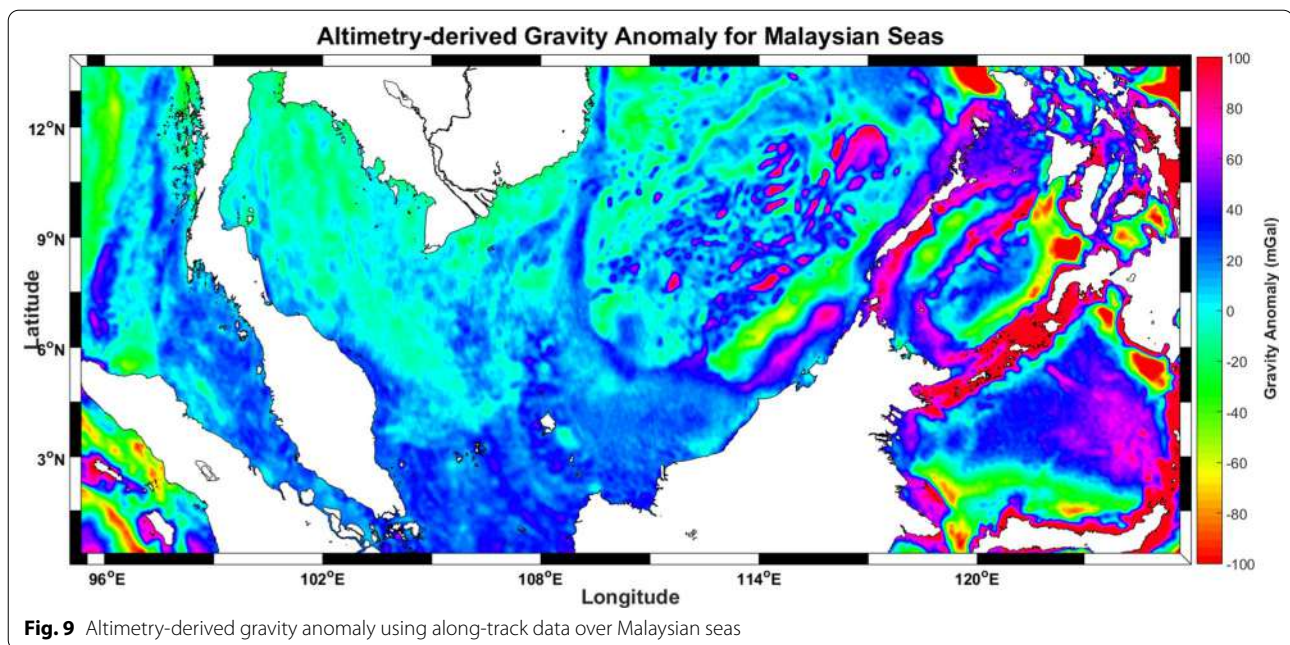 Altimetry-derived Gravity Anomaly for Malaysian Seas
12°N
9°N
6°N
3°N
Latitude
96°E
102°E
108°E
114°E
120°E
Longitude
100
80
60
40
20
0
-20
-40
-60
-80
-100
Gravity Anomaly (mGal)
Fig. 9 Altimetry-derived gravity anomaly using along-track data over Malaysian seas